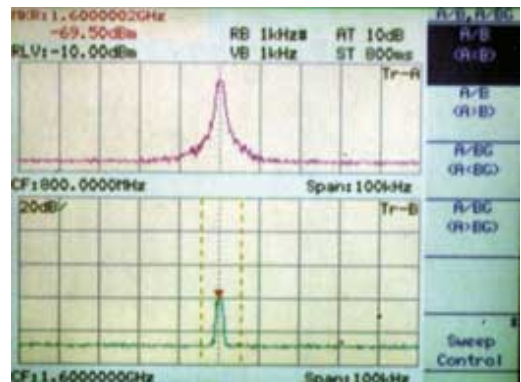 MKR:1.6000002GHz
-69.50dBm
RLV:-10.00dBm
RB 1kHz
VB 1kHz
AT 10dB
ST 800ms
Tr-A
CF:800.0000MHz
Span:100kHz
20dB/
Tr-B
CF:1.6000000GHz
Span:100kHz
A/B,A/BG
A/B
(A<B)
A/B
(A>B)
A/BG
(A<BG)
A/BG
(A>BG)
Sweep
Control